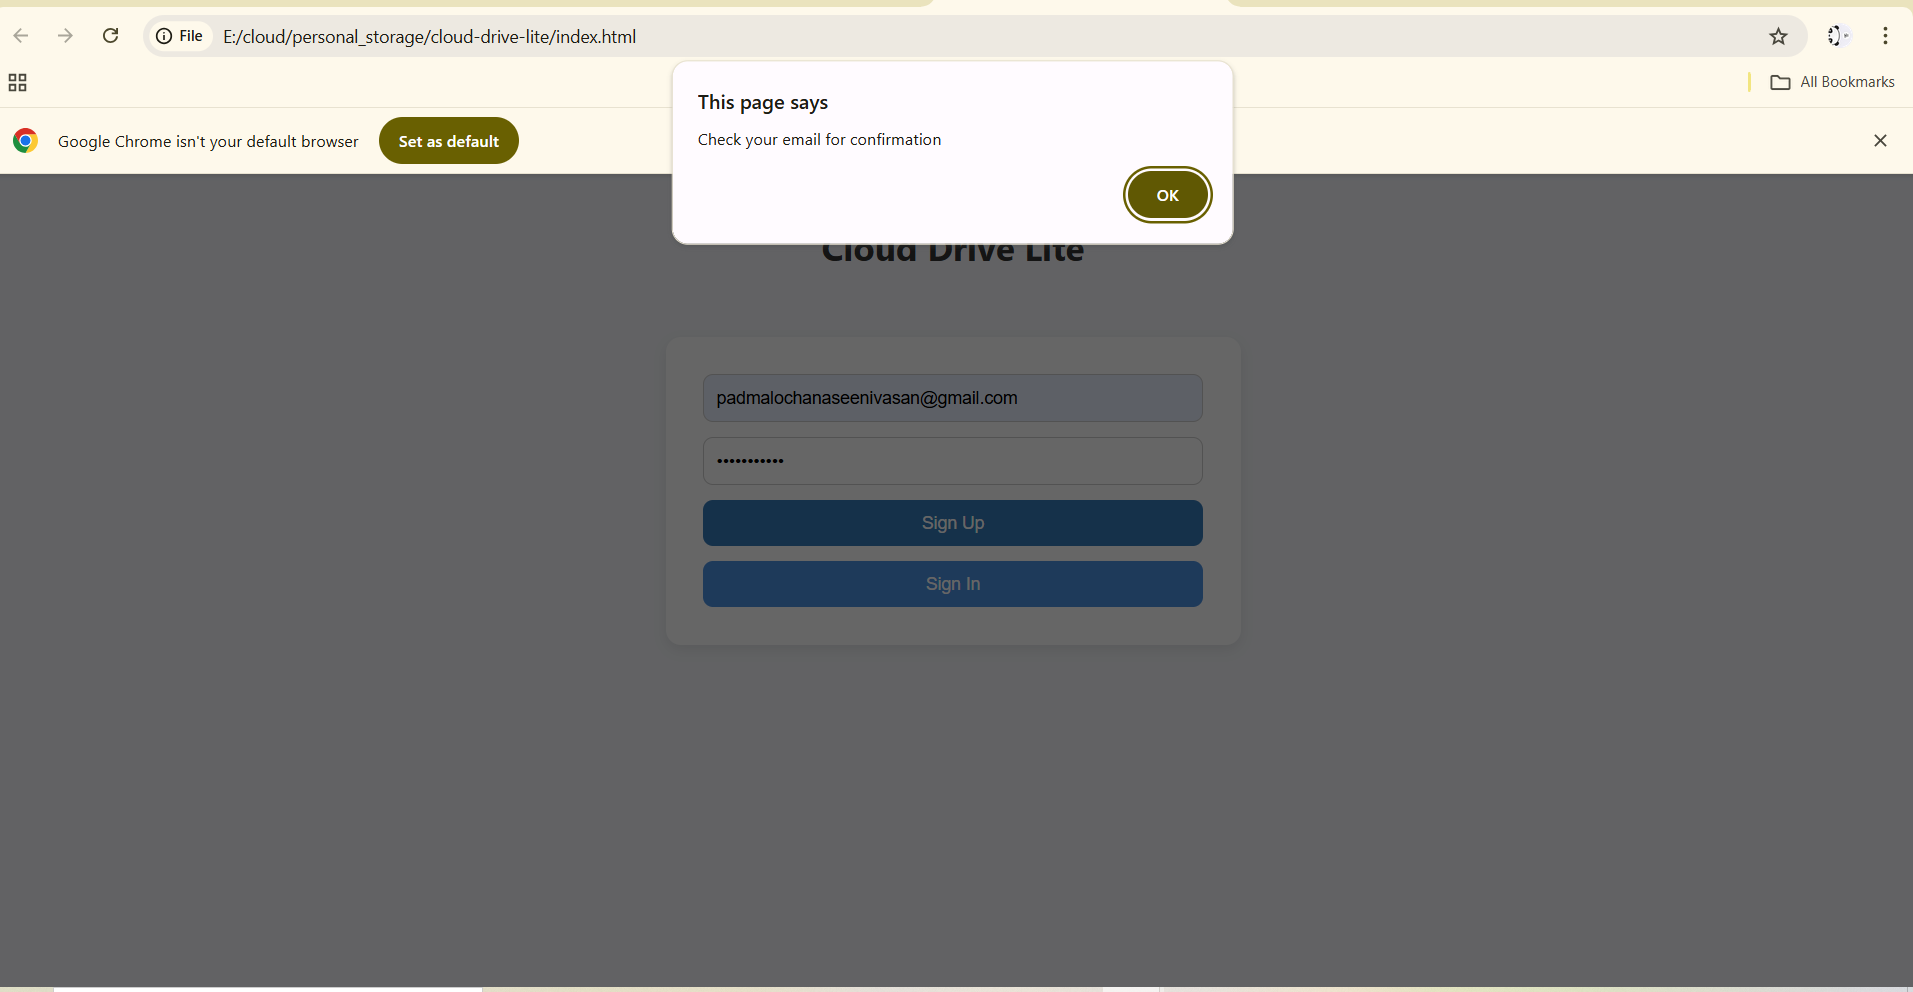 File
E:/cloud/personal_storage/cloud-drive-lite/index.html
All Bookmarks
Google Chrome isn't your default browser
Set as default
This page says
Check your email for confirmation
OK
Cloud Drive Lite
padmalochanaseenivasan@gmail.com
•••••••••••
Sign Up
Sign In